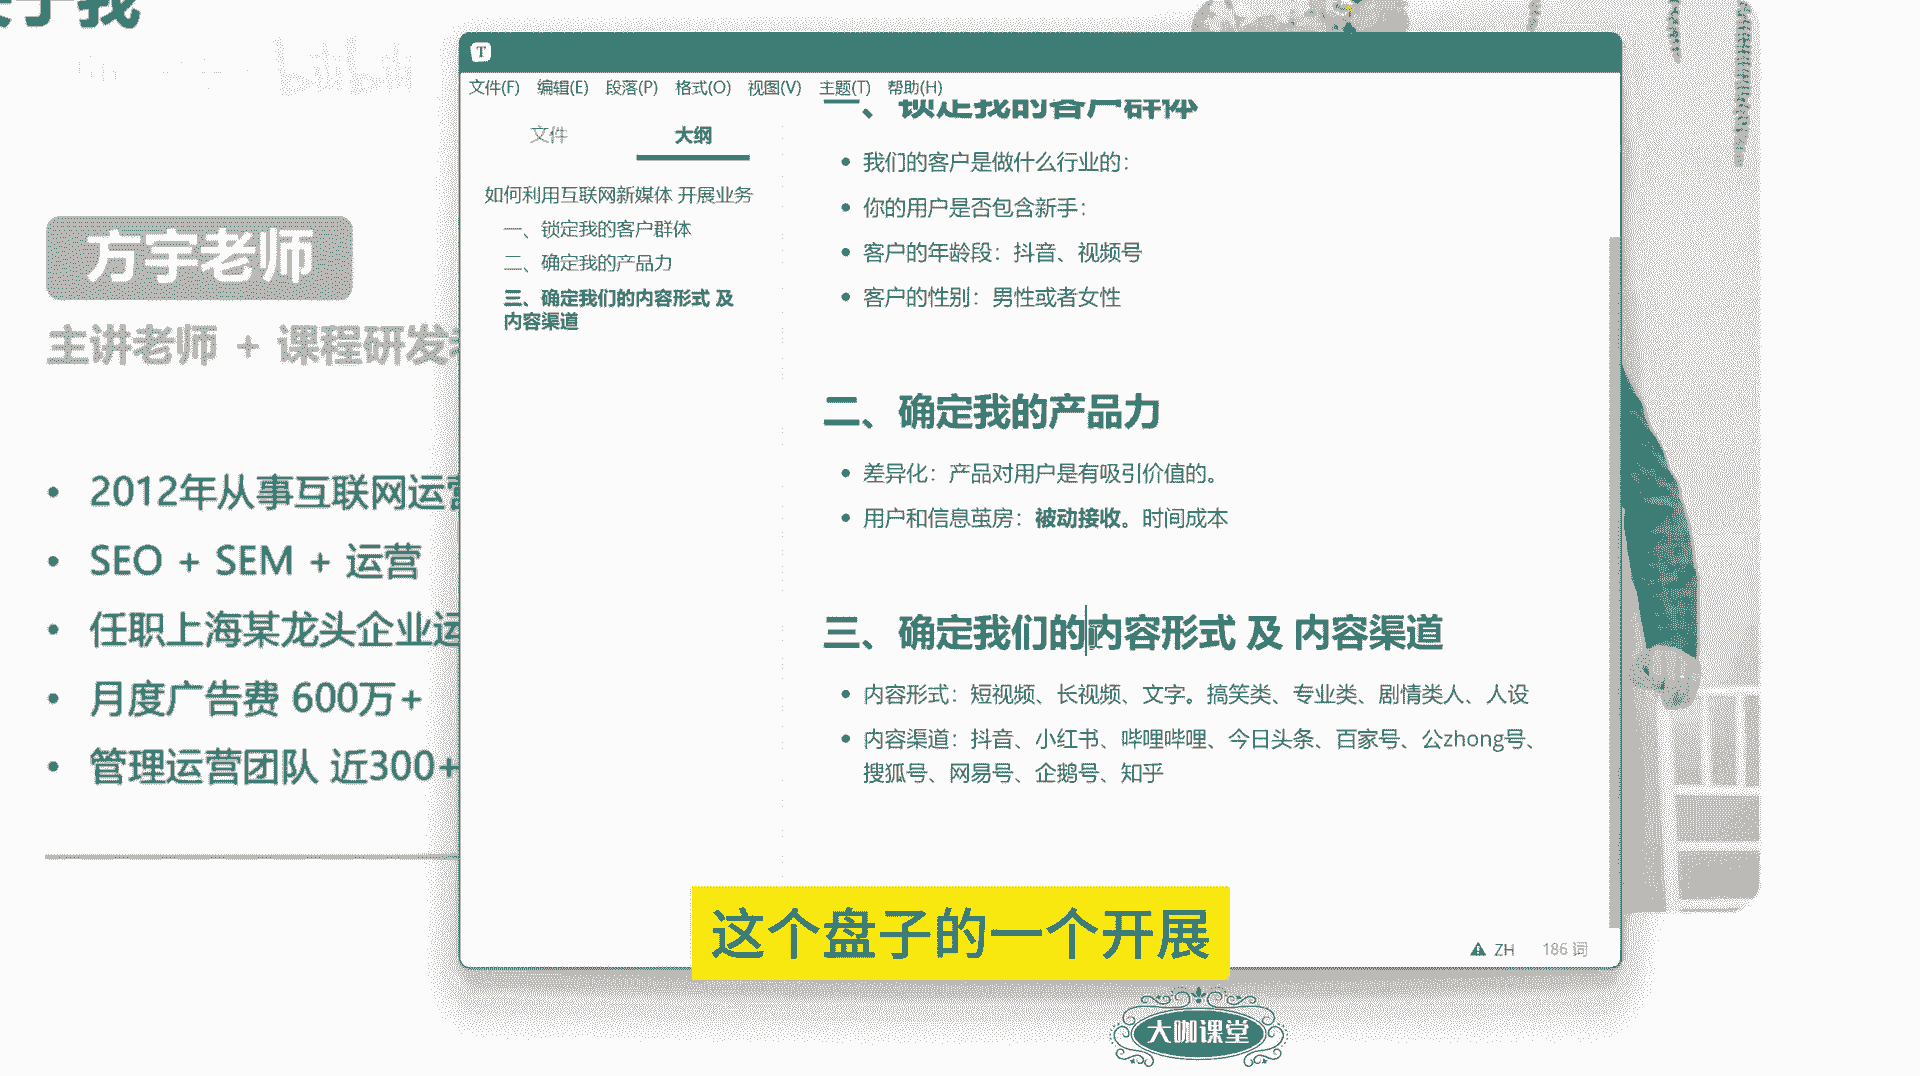 关于我
bilibili
方宇老师
主讲老师 + 课程研发
2012年从事互联网运营
SEO + SEM + 运营
任职上海某龙头企业运
月度广告费 600万+
管理运营团队 近300+
T
文件(F) 编辑(E) 段落(P) 格式(O) 视图(V) 主题(T) 帮助(H)
文件 大纲
如何利用互联网新媒体 开展业务
一、锁定我的客户群体
二、确定我的产品力
三、确定我们的内容形式 及
内容渠道
一、锁定我的客户群体
我们的客户是做什么行业的：
你的用户是否包含新手：
客户的年龄段：抖音、视频号
客户的性别：男性或者女性
二、确定我的产品力
差异化：产品对用户是有吸引价值的。
用户和信息茧房：被动接收。时间成本
三、确定我们的内容形式 及 内容渠道
内容形式：短视频、长视频、文字。搞笑类、专业类、剧情类人、人设
内容渠道：抖音、小红书、哔哩哔哩、今日头条、百家号、公zhong号、
搜狐号、网易号、企鹅号、知乎
ZH 186 词
这个盘子的一个开展
大咖课堂